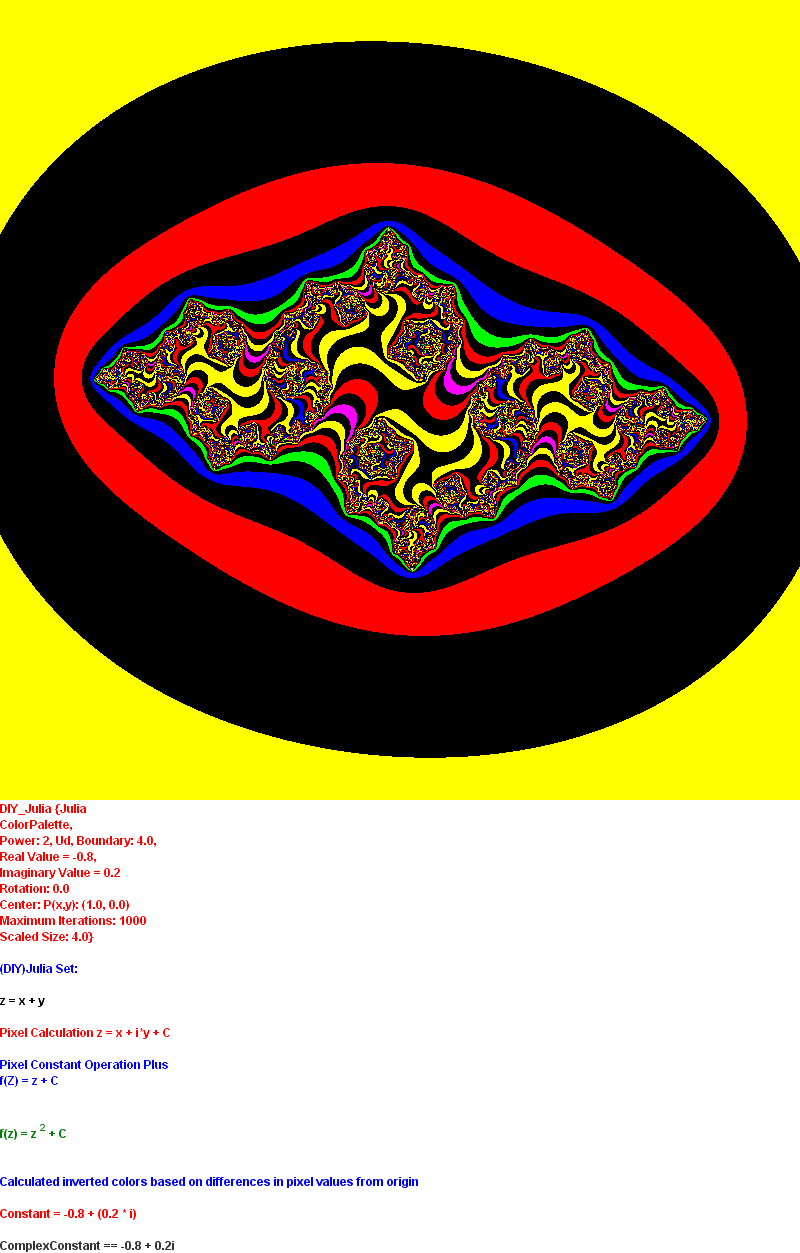 DIY_Julia {Julia
ColorPalette,
Power: 2, Ud, Boundary: 4.0,
Real Value = -0.8,
Imaginary Value = 0.2
Rotation: 0.0
Center: P(x,y): (1.0, 0.0)
Maximum Iterations: 1000
Scaled Size: 4.0}
(DIY)Julia Set:
z = x + y
Pixel Calculation z = x + i*y + C
Pixel Constant Operation Plus
f(Z) = z + C
f(z) = z 2 + C
Calculated inverted colors based on differences in pixel values from origin
Constant = -0.8 + (0.2 * i)
ComplexConstant == -0.8 + 0.2i